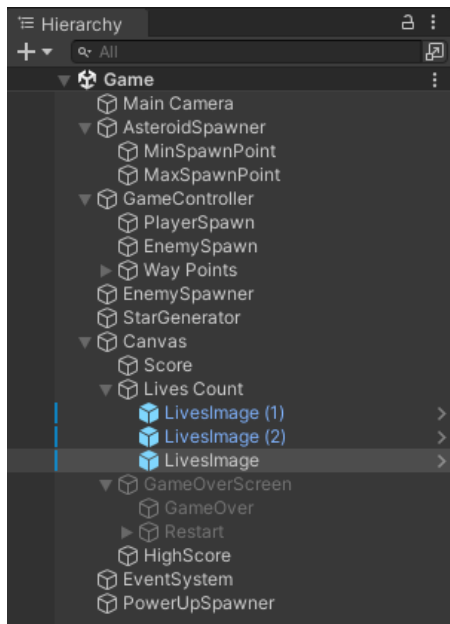 Hierarchy
All
Game
Main Camera
AsteroidSpawner
MinSpawnPoint
MaxSpawnPoint
GameController
PlayerSpawn
EnemySpawn
Way Points
EnemySpawner
StarGenerator
Canvas
Score
Lives Count
LivesImage (1)
LivesImage (2)
LivesImage
GameOverScreen
GameOver
Restart
HighScore
EventSystem
PowerUpSpawner